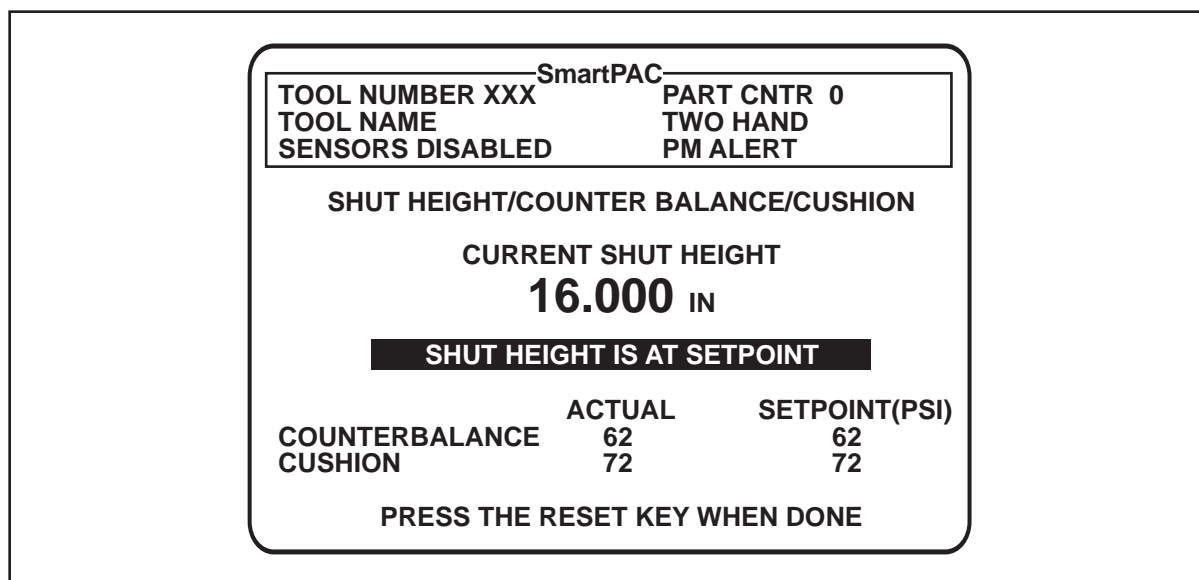 SmartPAC
TOOL NUMBER XXX PART CNTR 0
TOOL NAME TWO HAND
SENSORS DISABLED PM ALERT
SHUT HEIGHT/COUNTER BALANCE/CUSHION
CURRENT SHUT HEIGHT
16.000 IN
SHUT HEIGHT IS AT SETPOINT
ACTUAL SETPOINT(PSI)
COUNTERBALANCE 62 62
CUSHION 72 72
PRESS THE RESET KEY WHEN DONE